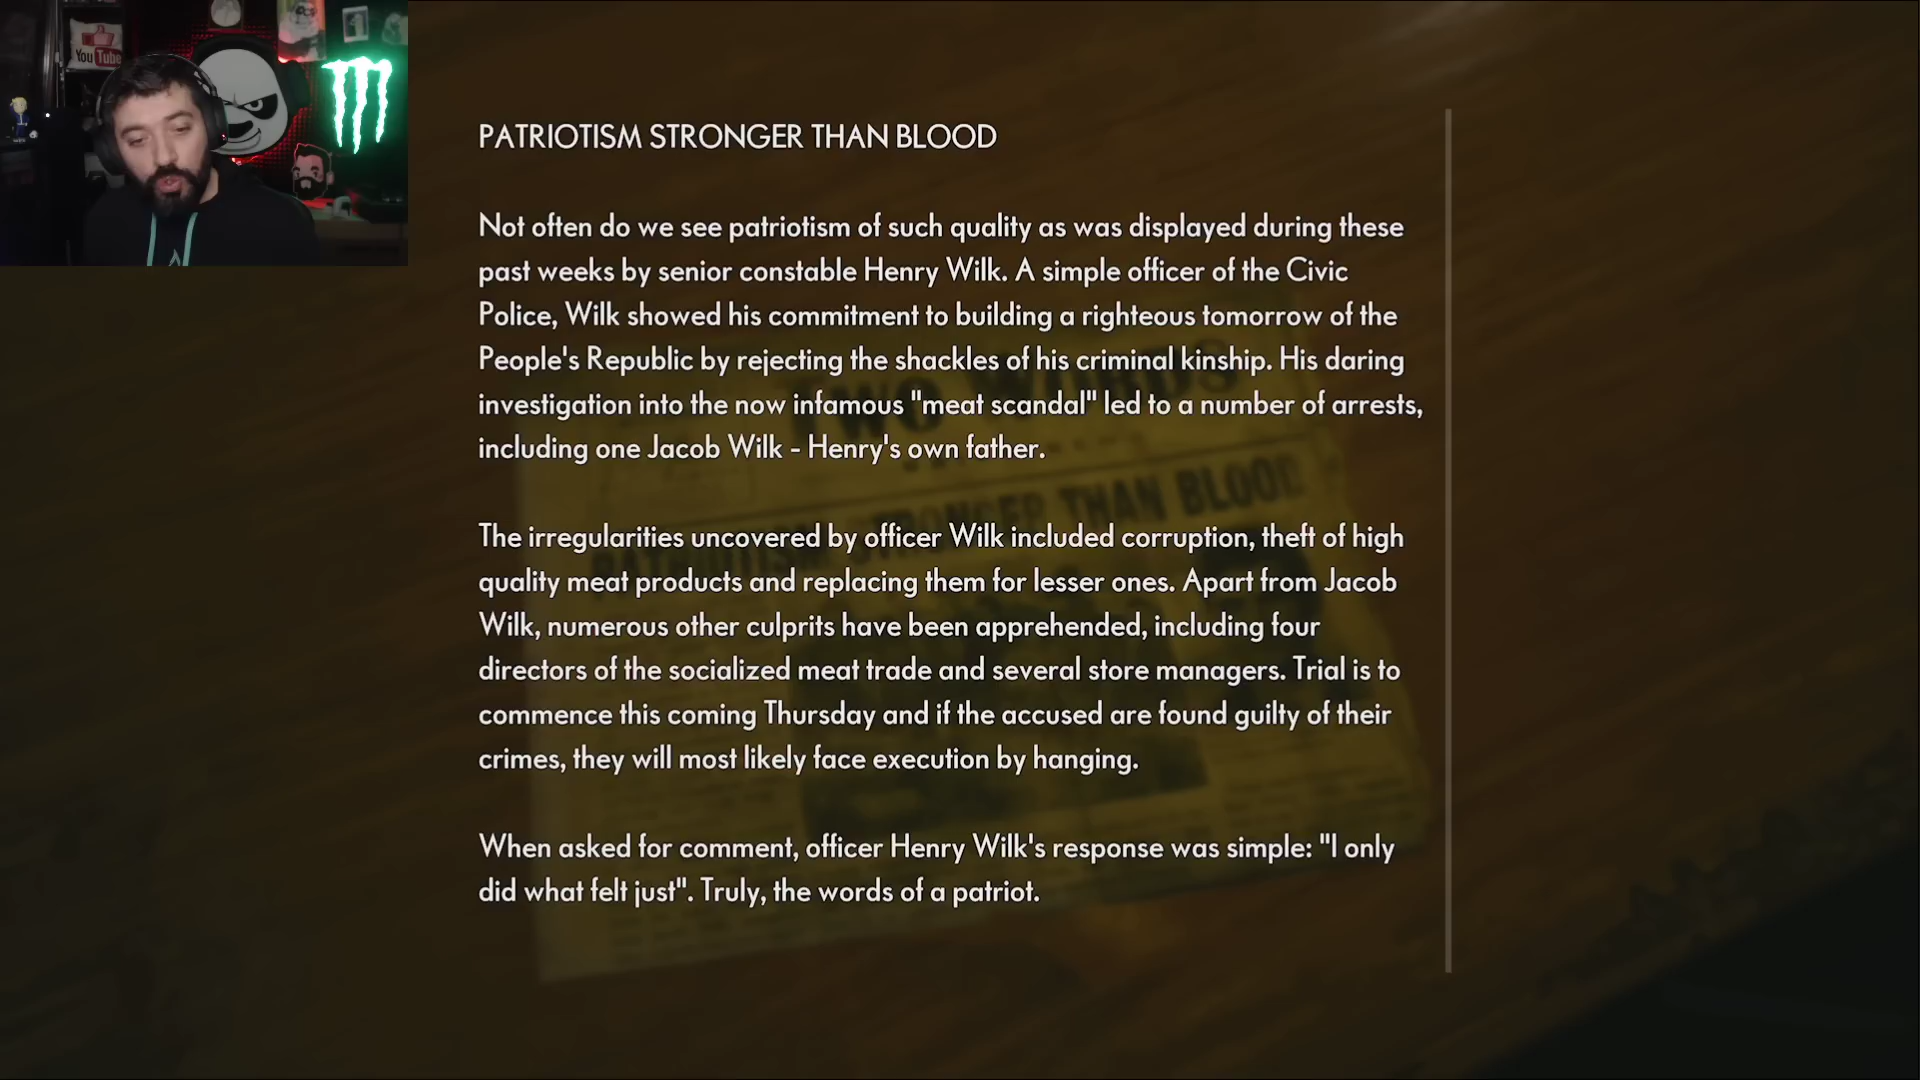 You Tube
PATRIOTISM STRONGER THAN BLOOD
Not often do we see patriotism of such quality as was displayed during these
past weeks by senior constable Henry Wilk. A simple officer of the Civic
Police, Wilk showed his commitment to building a righteous tomorrow of the
People's Republic by rejecting the shackles of his criminal kinship. His daring
investigation into the now infamous "meat scandal" led to a number of arrests,
including one Jacob Wilk - Henry's own father.
The irregularities uncovered by officer Wilk included corruption, theft of high
quality meat products and replacing them for lesser ones. Apart from Jacob
Wilk, numerous other culprits have been apprehended, including four
directors of the socialized meat trade and several store managers. Trial is to
commence this coming Thursday and if the accused are found guilty of their
crimes, they will most likely face execution by hanging.
When asked for comment, officer Henry Wilk's response was simple: "I only
did what felt just". Truly, the words of a patriot.
TWO WORDS
PATRIOTISM STRONGER THAN BLOOD